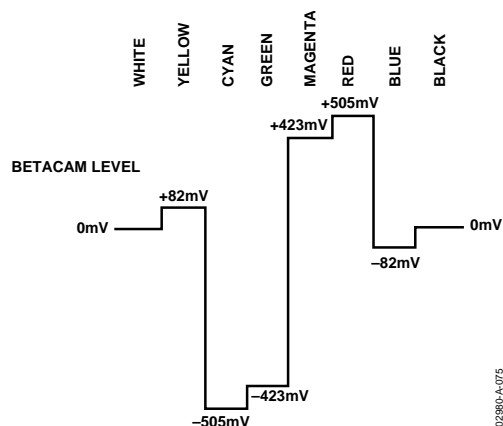 WHITE
YELLOW
CYAN
GREEN
MAGENTA
RED
BLUE
BLACK
+505mV
+423mV
BETACAM LEVEL
+82mV
0mV
0mV
–82mV
–423mV
–505mV
02980-A-075